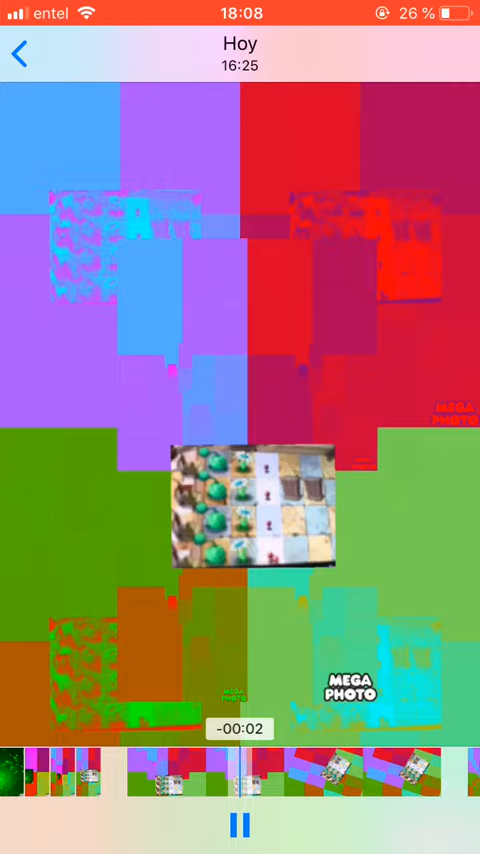 entel
18:08
26 %
Hoy
16:25
MEGA
PHOTO
MEGA
PHOTO
MEGA
PHOTO
-00:02